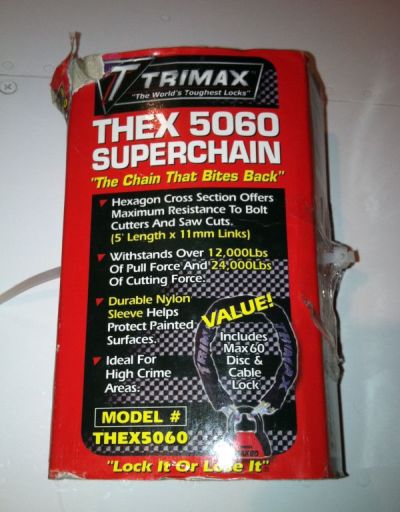 TRIMAX
"The World's Toughest Locks"
THEX 5060
SUPERCHAIN
"The Chain That Bites Back"
Hexagon Cross Section Offers
Maximum Resistance To Bolt
Cutters And Saw Cuts.
(5' Length x 11mm Links)
Withstands Over 12,000Lbs
Of Pull Force And 24,000Lbs
Of Cutting Force.
Durable Nylon
Sleeve Helps
Protect Painted
Surfaces.
Ideal For
High Crime
Areas.
VALUE!
Includes
Max60
Disc &
Cable
Lock
TRIMAX
TRIMAX
MODEL #
THEX5060
"Lock It Or Lose It"